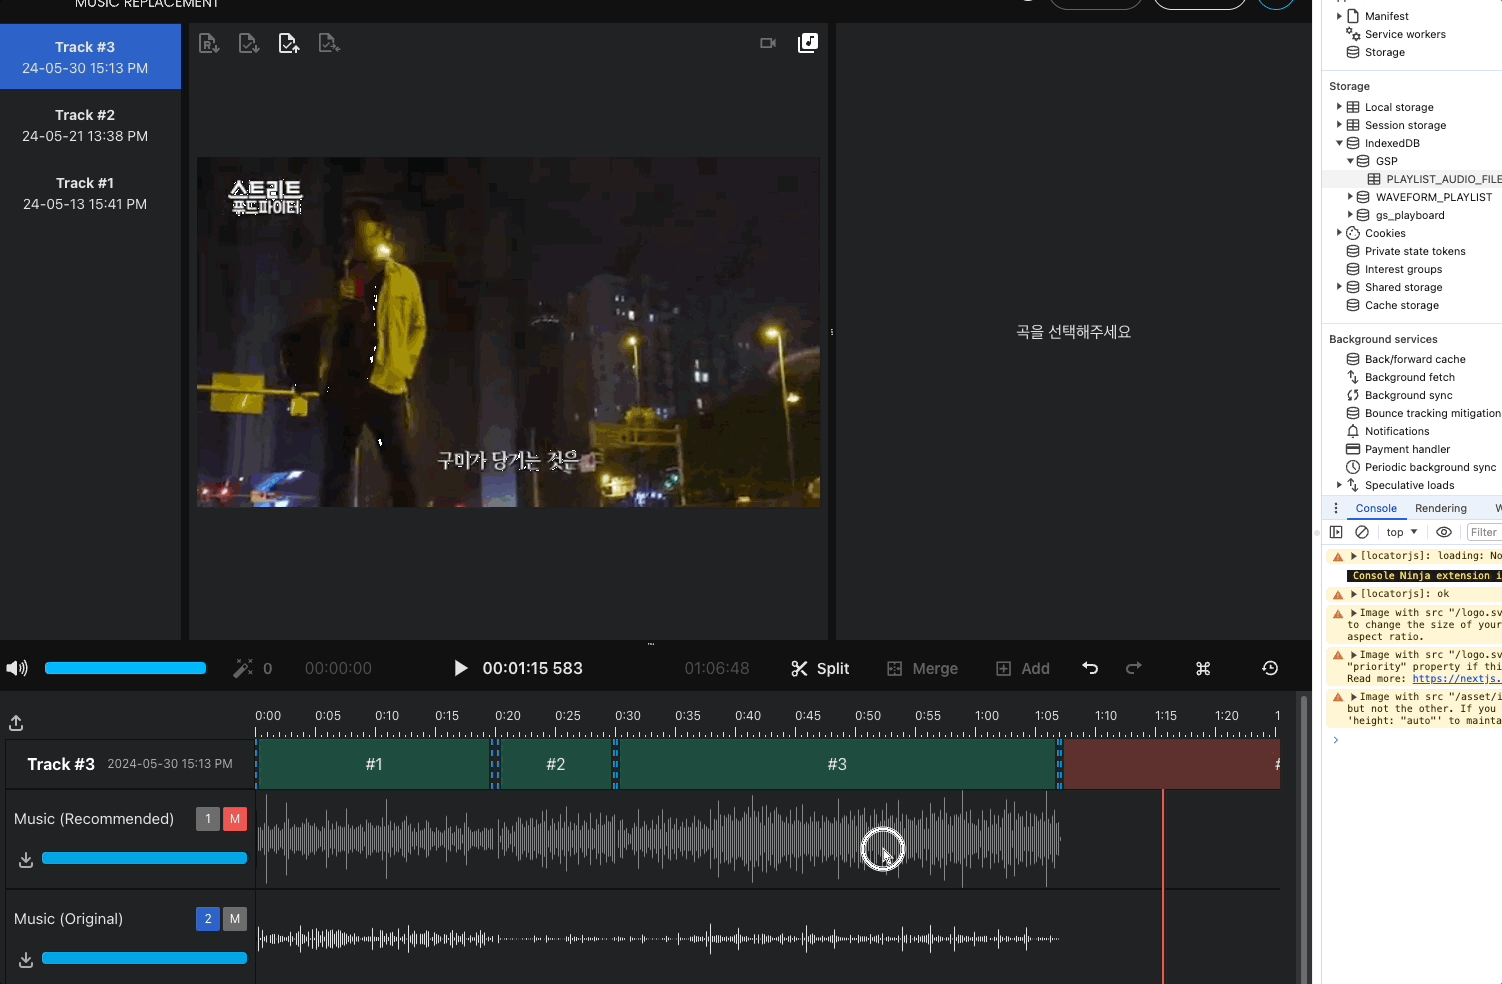 MUSIC REPLACEMENT
Track #3
24-05-30 15:13 PM
Track #2
24-05-21 13:38 PM
Track #1
24-05-13 15:41 PM
스트리트
푸드파이터
구미가 당기는 것은
곡을 선택해주세요
0
00:00:00
00:01:15 583
01:06:48
Split
Merge
Add
0:00 0:05 0:10 0:15 0:20 0:25 0:30 0:35 0:40 0:45 0:50 0:55 1:00 1:05 1:10 1:15 1:20 1
Track #3 2024-05-30 15:13 PM
#1
#2
#3
#
Music (Recommended) 1 M
Music (Original) 2 M
Manifest
Service workers
Storage
Storage
Local storage
Session storage
IndexedDB
GSP
PLAYLIST_AUDIO_FILE
WAVEFORM_PLAYLIST
gs_playboard
Cookies
Private state tokens
Interest groups
Shared storage
Cache storage
Background services
Back/forward cache
Background fetch
Background sync
Bounce tracking mitigation
Notifications
Payment handler
Periodic background sync
Speculative loads
Console Rendering W
top Filter
[locatorjs]: loading: No
Console Ninja extension i
[locatorjs]: ok
Image with src "/logo.sv
to change the size of your
aspect ratio.
Image with src "/logo.sv
"priority" property if thi
Read more: https://nextjs.
Image with src "/asset/i
but not the other. If you
'height: "auto"' to mainta